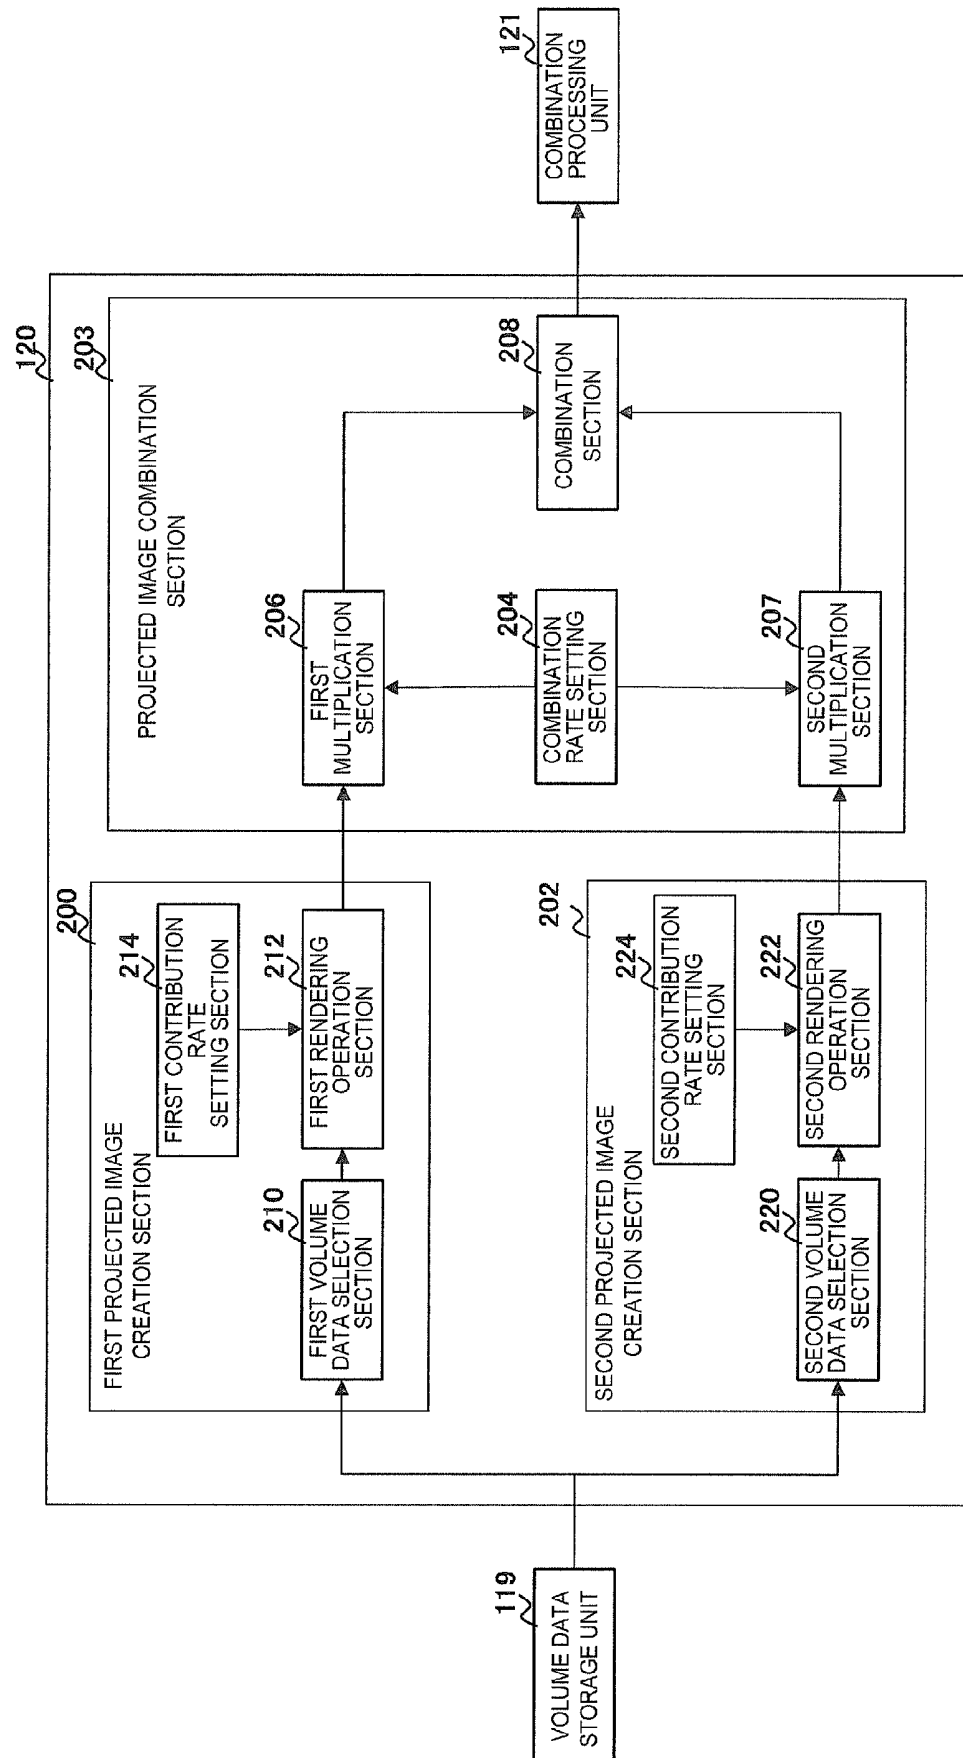 120
FIRST PROJECTED IMAGE
CREATION SECTION
200
214
FIRST CONTRIBUTION
RATE
SETTING SECTION
210
FIRST VOLUME
DATA SELECTION
SECTION
212
FIRST RENDERING
OPERATION
SECTION
PROJECTED IMAGE COMBINATION
SECTION
203
206
FIRST
MULTIPLICATION
SECTION
119
VOLUME DATA
STORAGE UNIT
204
COMBINATION
RATE SETTING
SECTION
208
COMBINATION
SECTION
121
COMBINATION
PROCESSING
UNIT
SECOND PROJECTED IMAGE
CREATION SECTION
202
224
SECOND CONTRIBUTION
RATE SETTING
SECTION
220
SECOND VOLUME
DATA SELECTION
SECTION
222
SECOND RENDERING
OPERATION
SECTION
207
SECOND
MULTIPLICATION
SECTION